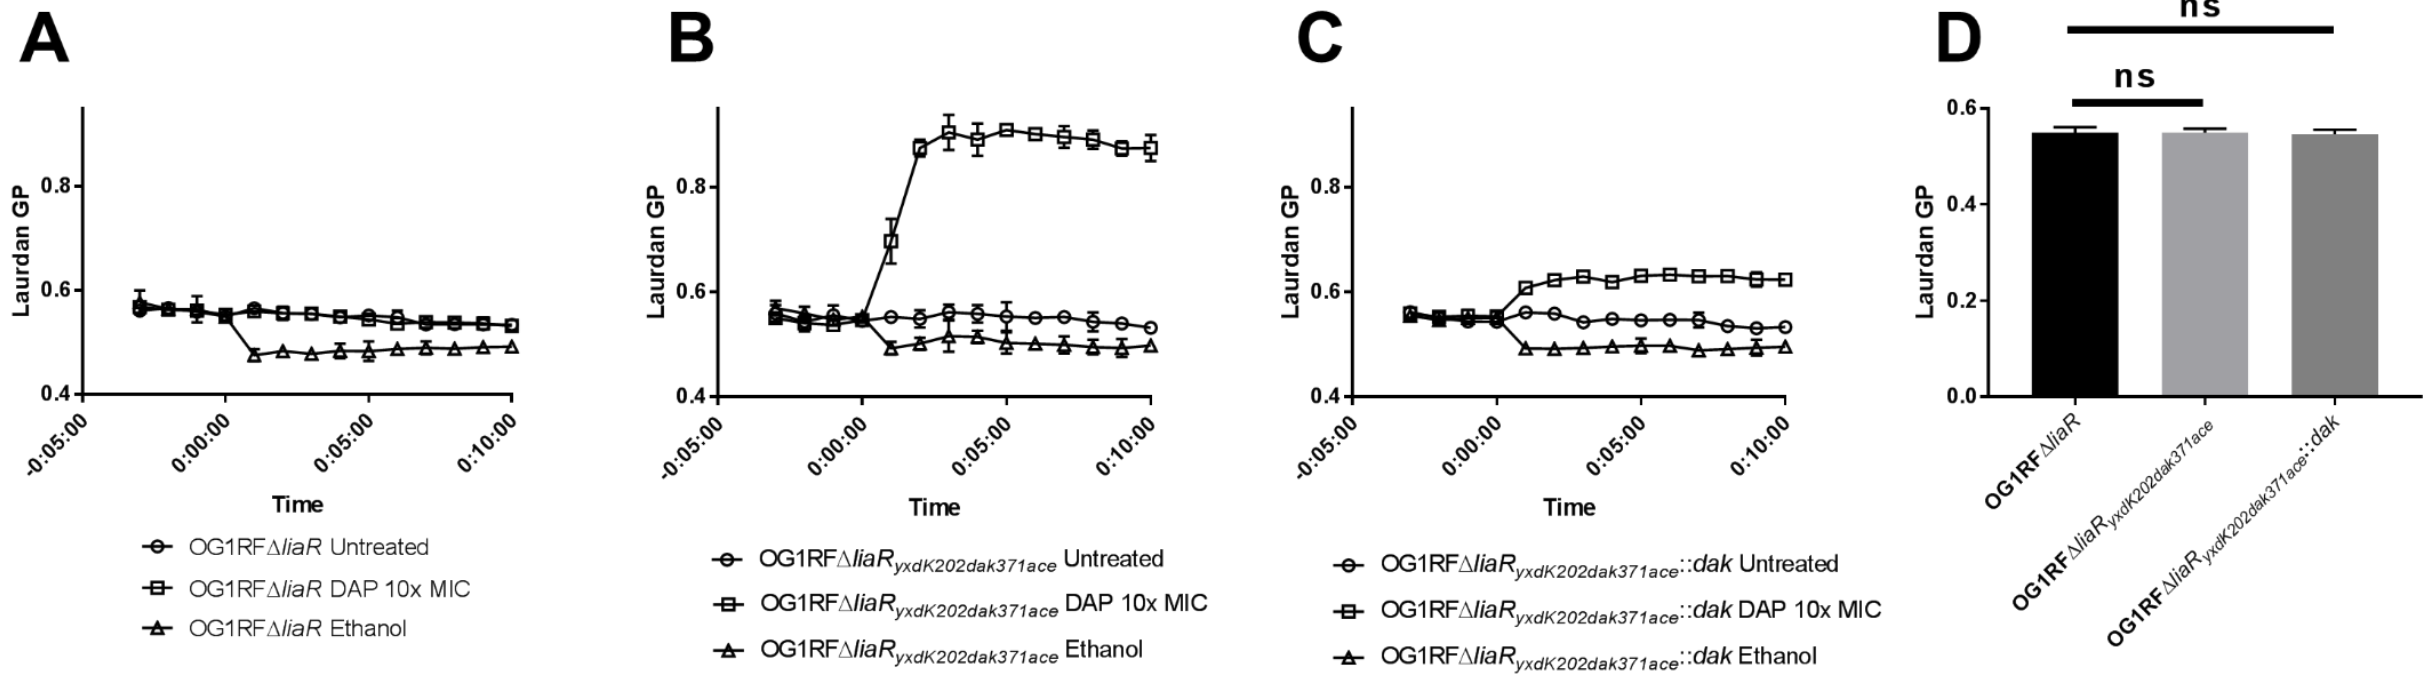 A
Laurdan GP
0.8
0.6
0.4
-0:05:00
0:00:00
0:05:00
0:10:00
Time
OG1RFΔliaR Untreated
OG1RFΔliaR DAP 10x MIC
OG1RFΔliaR Ethanol
B
Laurdan GP
0.8
0.6
0.4
-0:05:00
0:00:00
0:05:00
0:10:00
Time
OG1RFΔliaRyxdK202dak371ace Untreated
OG1RFΔliaRyxdK202dak371ace DAP 10x MIC
OG1RFΔliaRyxdK202dak371ace Ethanol
C
Laurdan GP
0.8
0.6
0.4
-0:05:00
0:00:00
0:05:00
0:10:00
Time
OG1RFΔliaRyxdK202dak371ace::dak Untreated
OG1RFΔliaRyxdK202dak371ace::dak DAP 10x MIC
OG1RFΔliaRyxdK202dak371ace::dak Ethanol
D
ns
ns
Laurdan GP
0.6
0.4
0.2
0.0
OG1RFΔliaR
OG1RFΔliaRyxdK202dak371ace
OG1RFΔliaRyxdK202dak371ace::dak